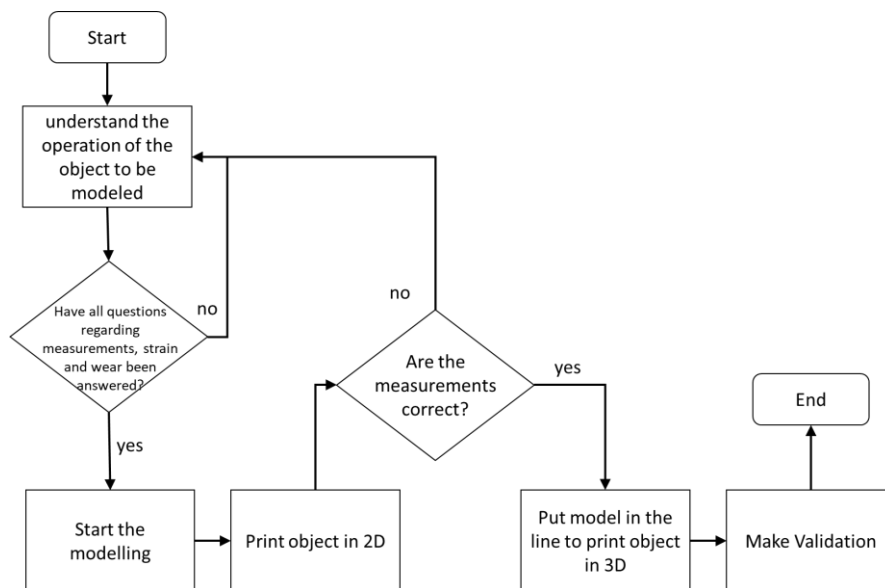 Start
understand the
operation of the
object to be
modeled
Have all questions
regarding
measurements, strain
and wear been
answered?
no
yes
Start the
modelling
Print object in 2D
Are the
measurements
correct?
no
yes
Put model in the
line to print object
in 3D
Make Validation
End